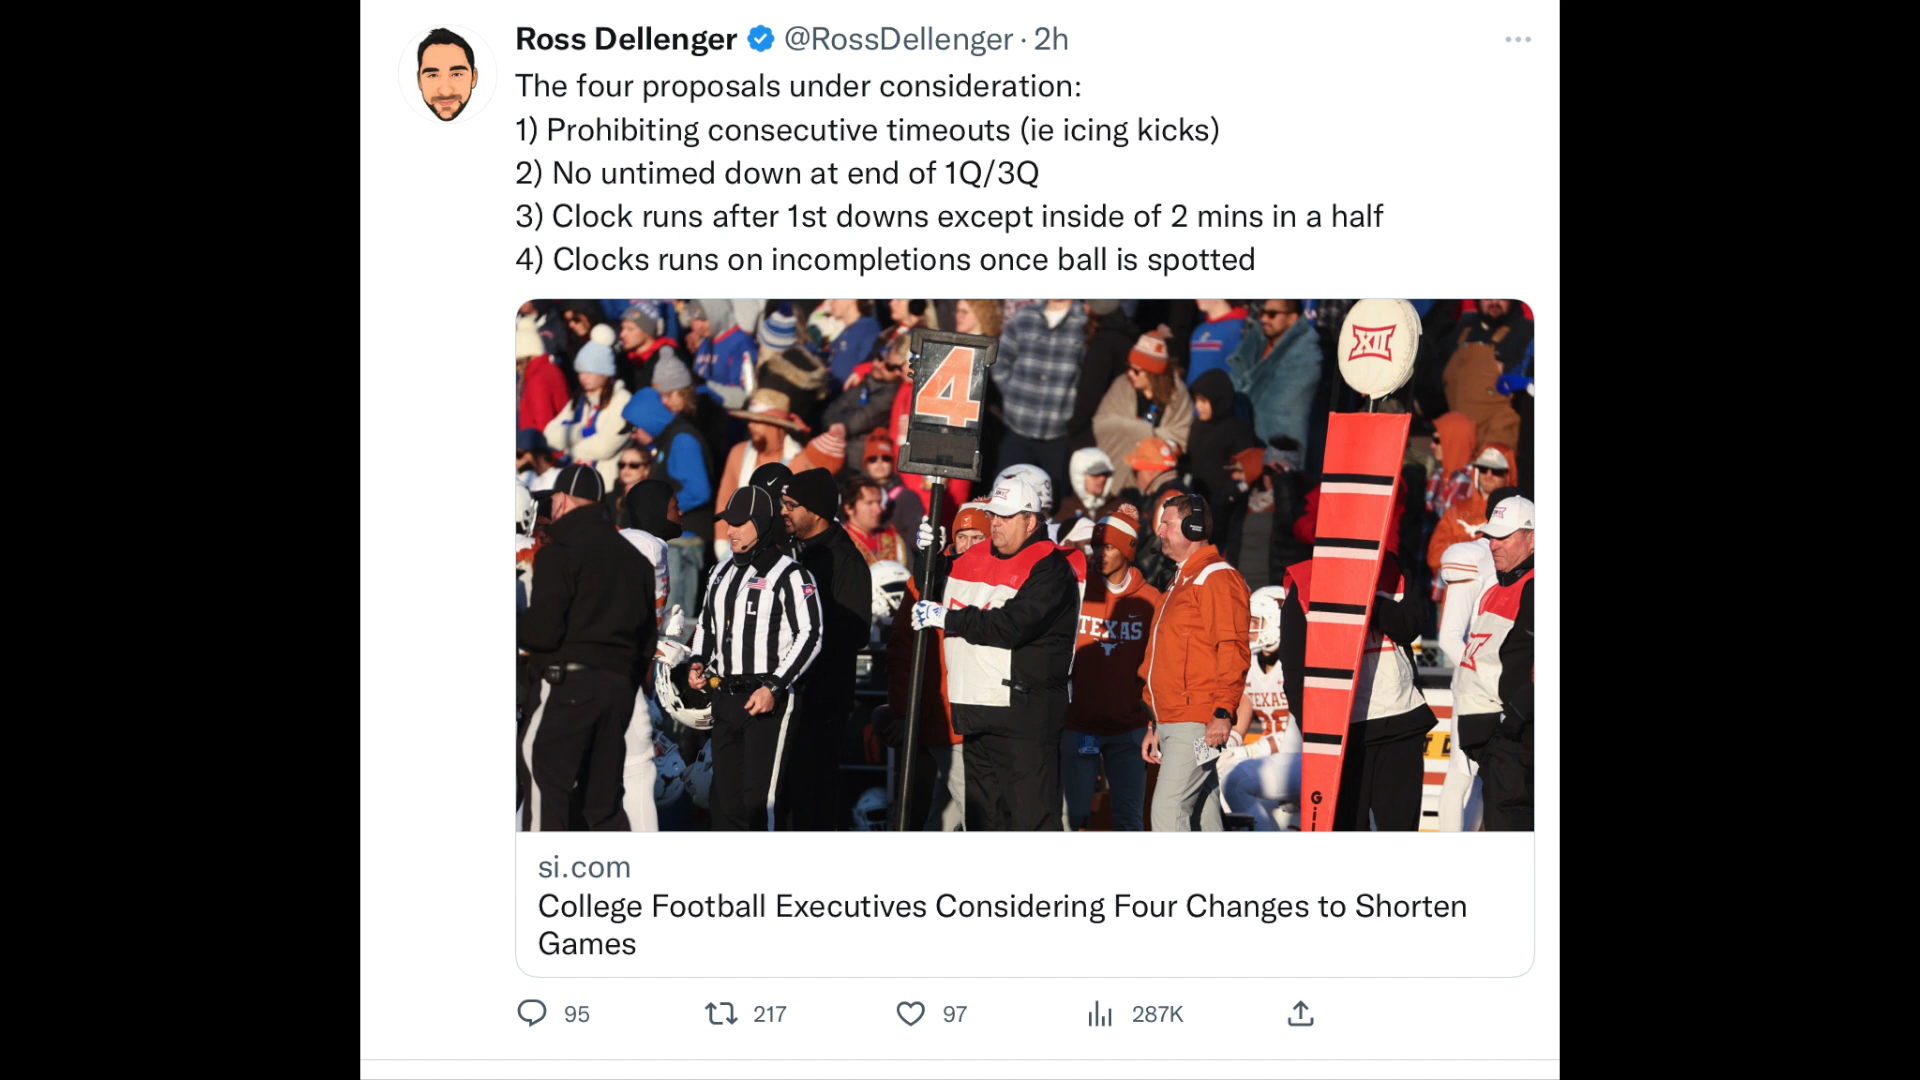 Ross Dellenger @RossDellenger · 2h
The four proposals under consideration:
1) Prohibiting consecutive timeouts (ie icing kicks)
2) No untimed down at end of 1Q/3Q
3) Clock runs after 1st downs except inside of 2 mins in a half
4) Clocks runs on incompletions once ball is spotted
XII
4
L
TEXAS
TEXAS
si.com
College Football Executives Considering Four Changes to Shorten
Games
95 217 97 287K